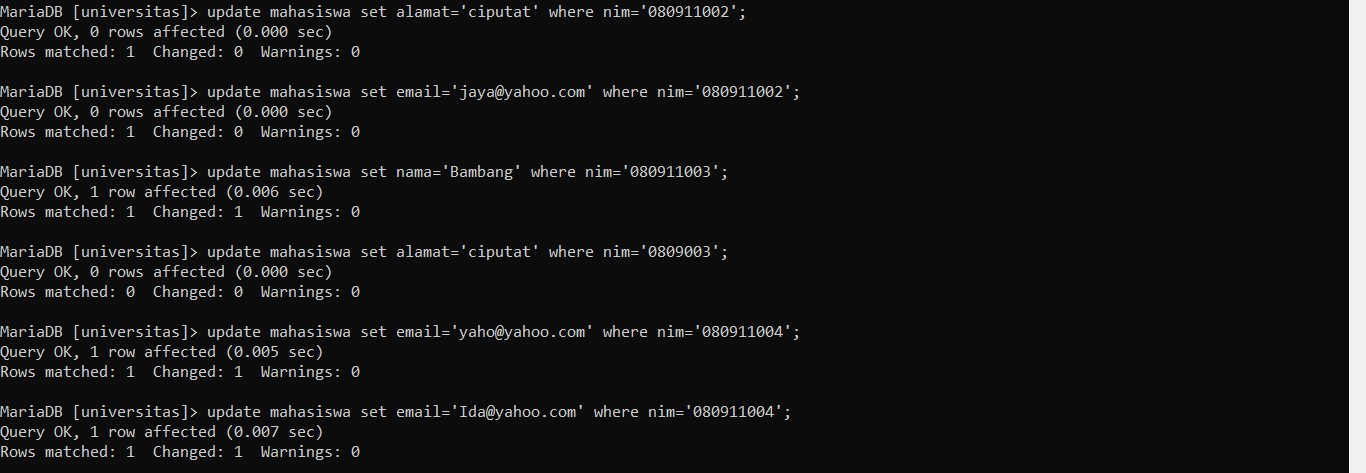 MariaDB [universitas]> update mahasiswa set alamat='ciputat' where nim='080911002';
Query OK, 0 rows affected (0.000 sec)
Rows matched: 1  Changed: 0  Warnings: 0
MariaDB [universitas]> update mahasiswa set email='jaya@yahoo.com' where nim='080911002';
Query OK, 0 rows affected (0.000 sec)
Rows matched: 1  Changed: 0  Warnings: 0
MariaDB [universitas]> update mahasiswa set nama='Bambang' where nim='080911003';
Query OK, 1 row affected (0.006 sec)
Rows matched: 1  Changed: 1  Warnings: 0
MariaDB [universitas]> update mahasiswa set alamat='ciputat' where nim='0809003';
Query OK, 0 rows affected (0.000 sec)
Rows matched: 0  Changed: 0  Warnings: 0
MariaDB [universitas]> update mahasiswa set email='yaho@yahoo.com' where nim='080911004';
Query OK, 1 row affected (0.005 sec)
Rows matched: 1  Changed: 1  Warnings: 0
MariaDB [universitas]> update mahasiswa set email='Ida@yahoo.com' where nim='080911004';
Query OK, 1 row affected (0.007 sec)
Rows matched: 1  Changed: 1  Warnings: 0